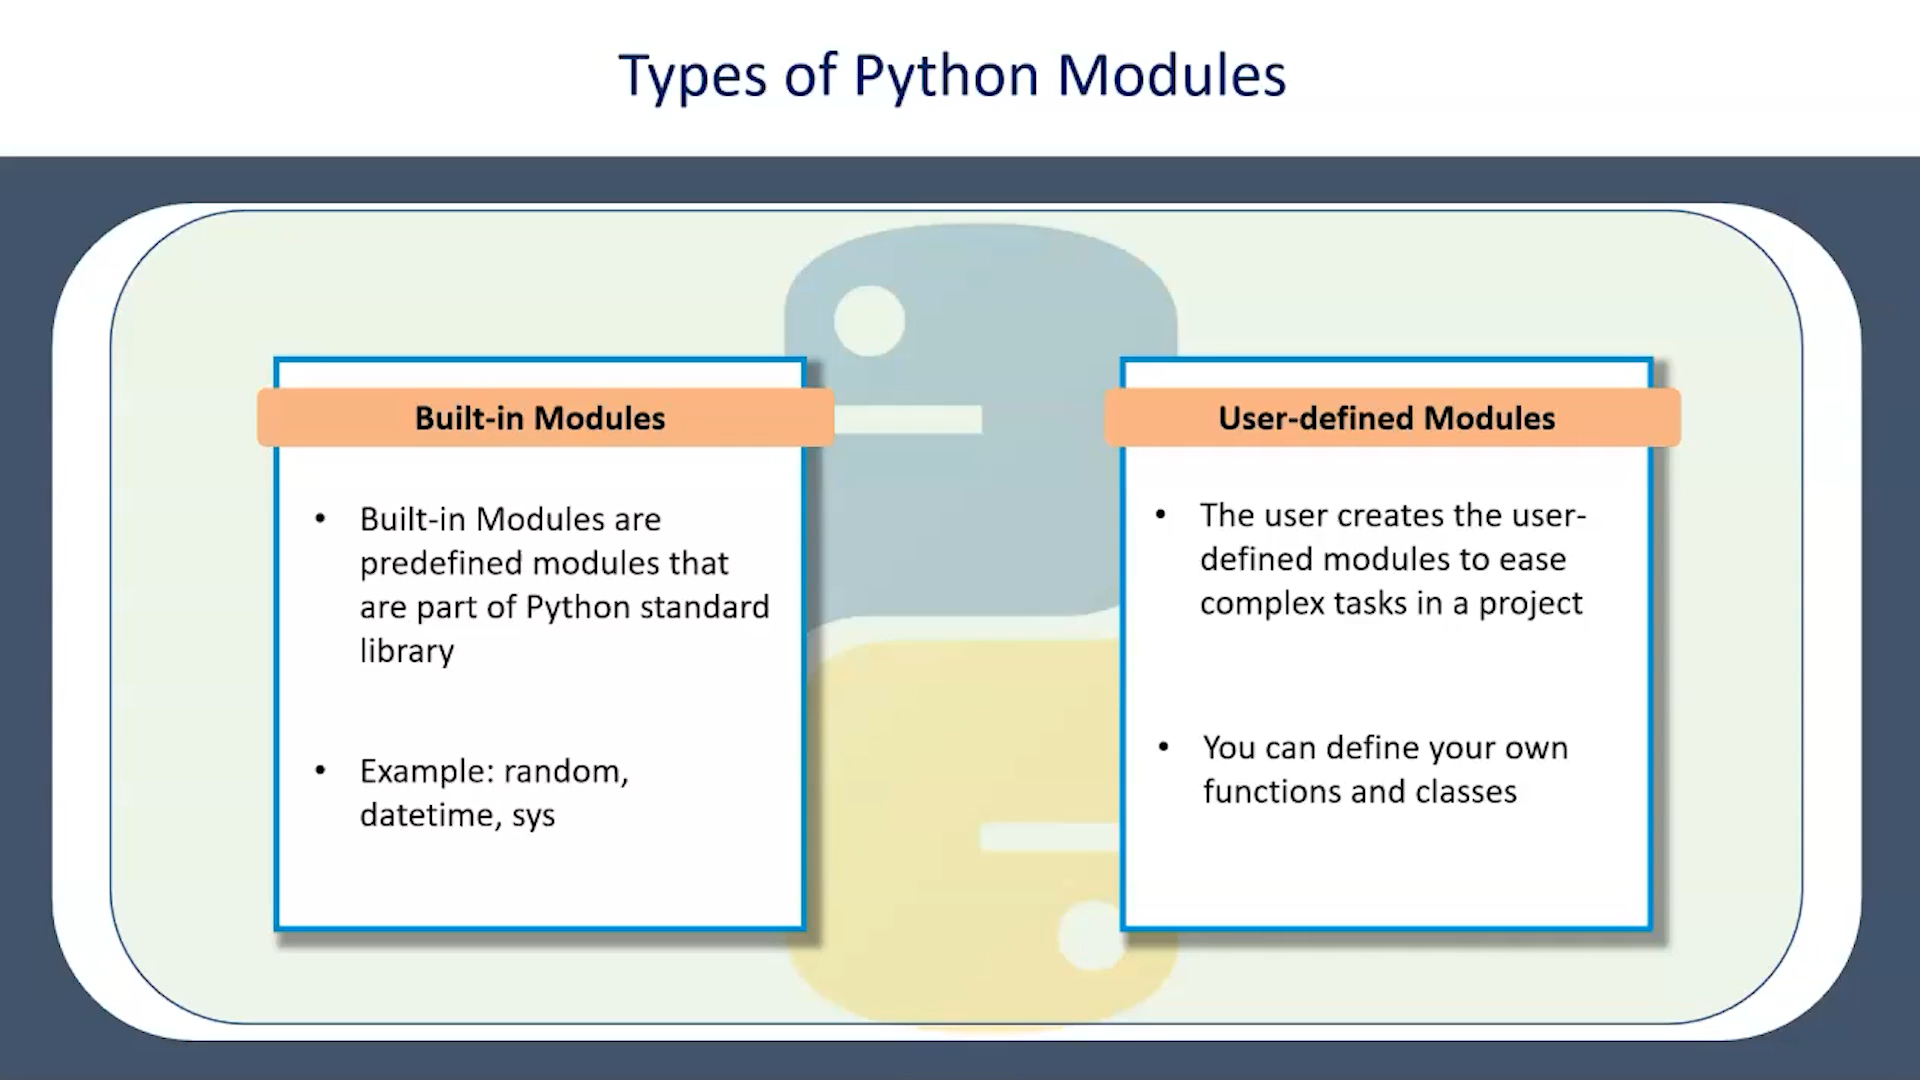 Types of Python Modules
Built-in Modules
• Built-in Modules are
predefined modules that
are part of Python standard
library
• Example: random,
datetime, sys
User-defined Modules
• The user creates the user-
defined modules to ease
complex tasks in a project
• You can define your own
functions and classes